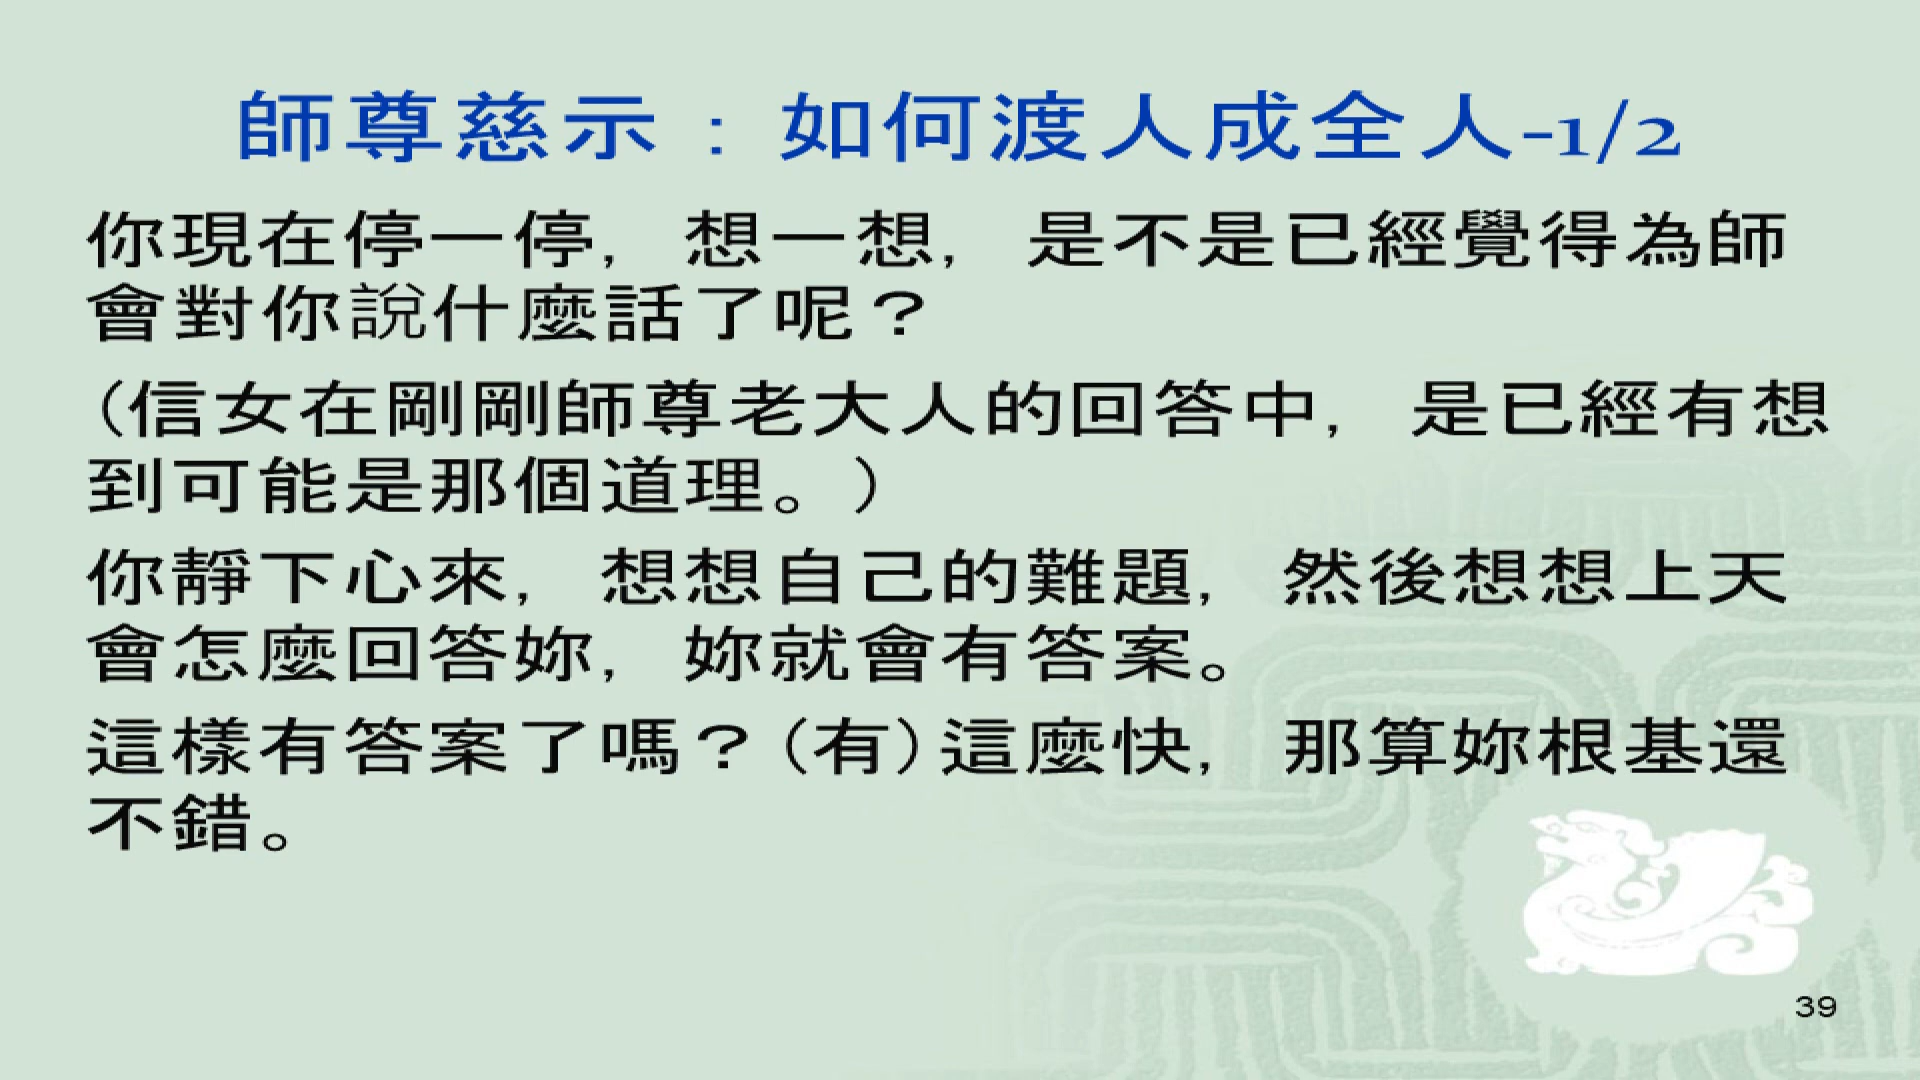 師尊慈示：如何渡人成全人-1/2
你現在停一停，想一想，是不是已經覺得為師
會對你說什麼話了呢？
(信女在剛剛師尊老大人的回答中，是已經有想
到可能是那個道理。)
你靜下心來，想想自己的難題，然後想想上天
會怎麼回答妳，妳就會有答案。
這樣有答案了嗎？(有)這麼快，那算妳根基還
不錯。
39